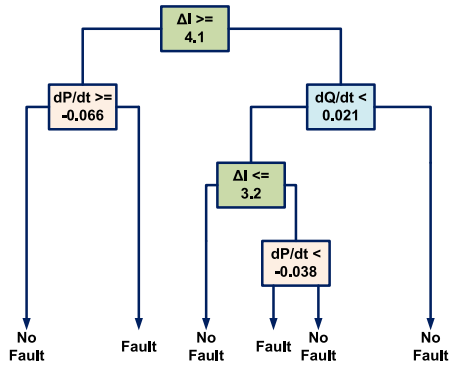 ΔI >=
4.1
dP/dt >=
-0.066
dQ/dt <
0.021
ΔI <=
3.2
dP/dt <
-0.038
No
Fault
Fault
No
Fault
Fault
No
Fault
No
Fault